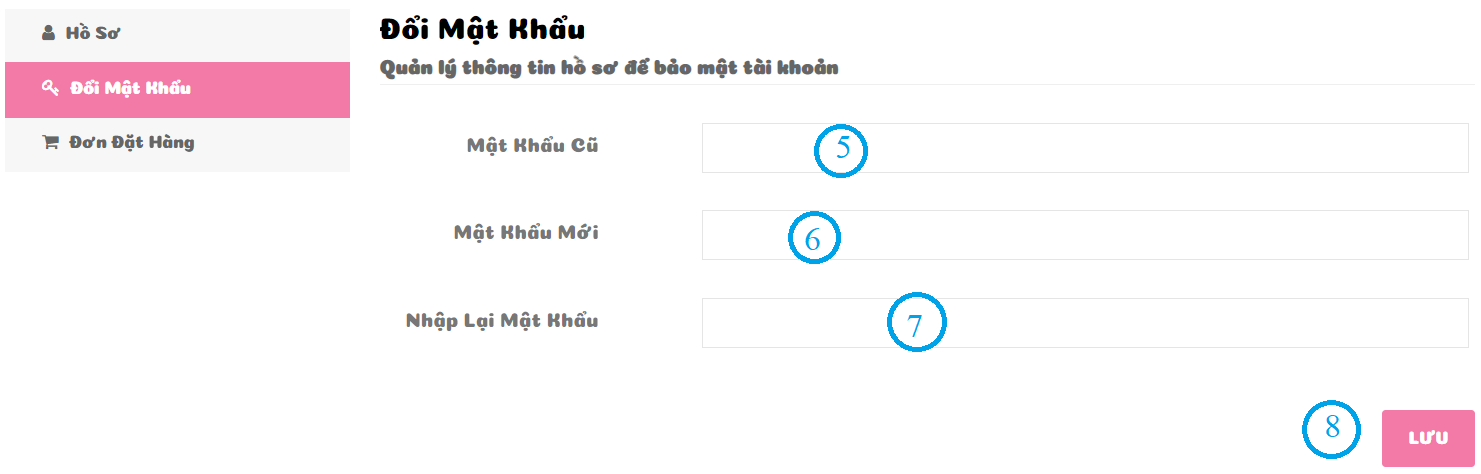 Hồ Sơ
Đổi Mật Khẩu
Đơn Đặt Hàng
Đổi Mật Khẩu
Quản lý thông tin hồ sơ để bảo mật tài khoản
Mật Khẩu Cũ
5
Mật Khẩu Mới
6
Nhập Lại Mật Khẩu
7
8
LƯU